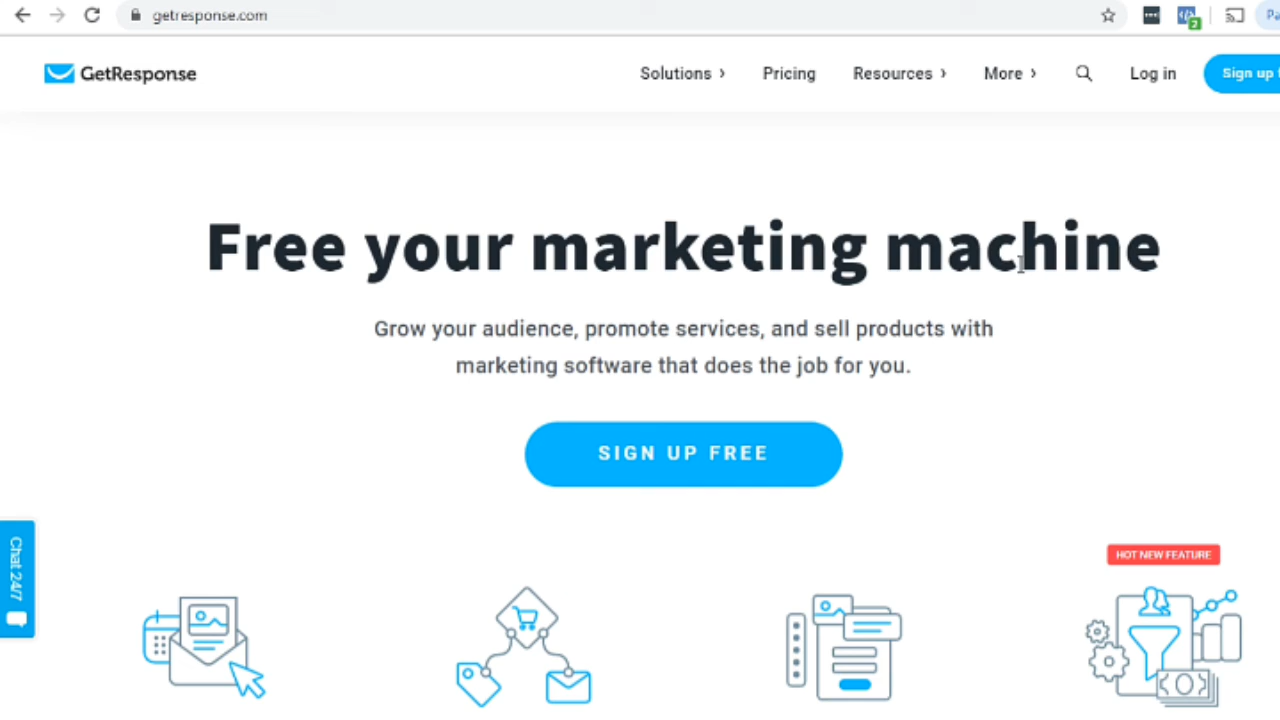 getresponse.com
2
GetResponse
Solutions
Pricing
Resources
More
Log in
Sign up
Free your marketing machine
Grow your audience, promote services, and sell products with
marketing software that does the job for you.
SIGN UP FREE
Chat 24/7
HOT NEW FEATURE